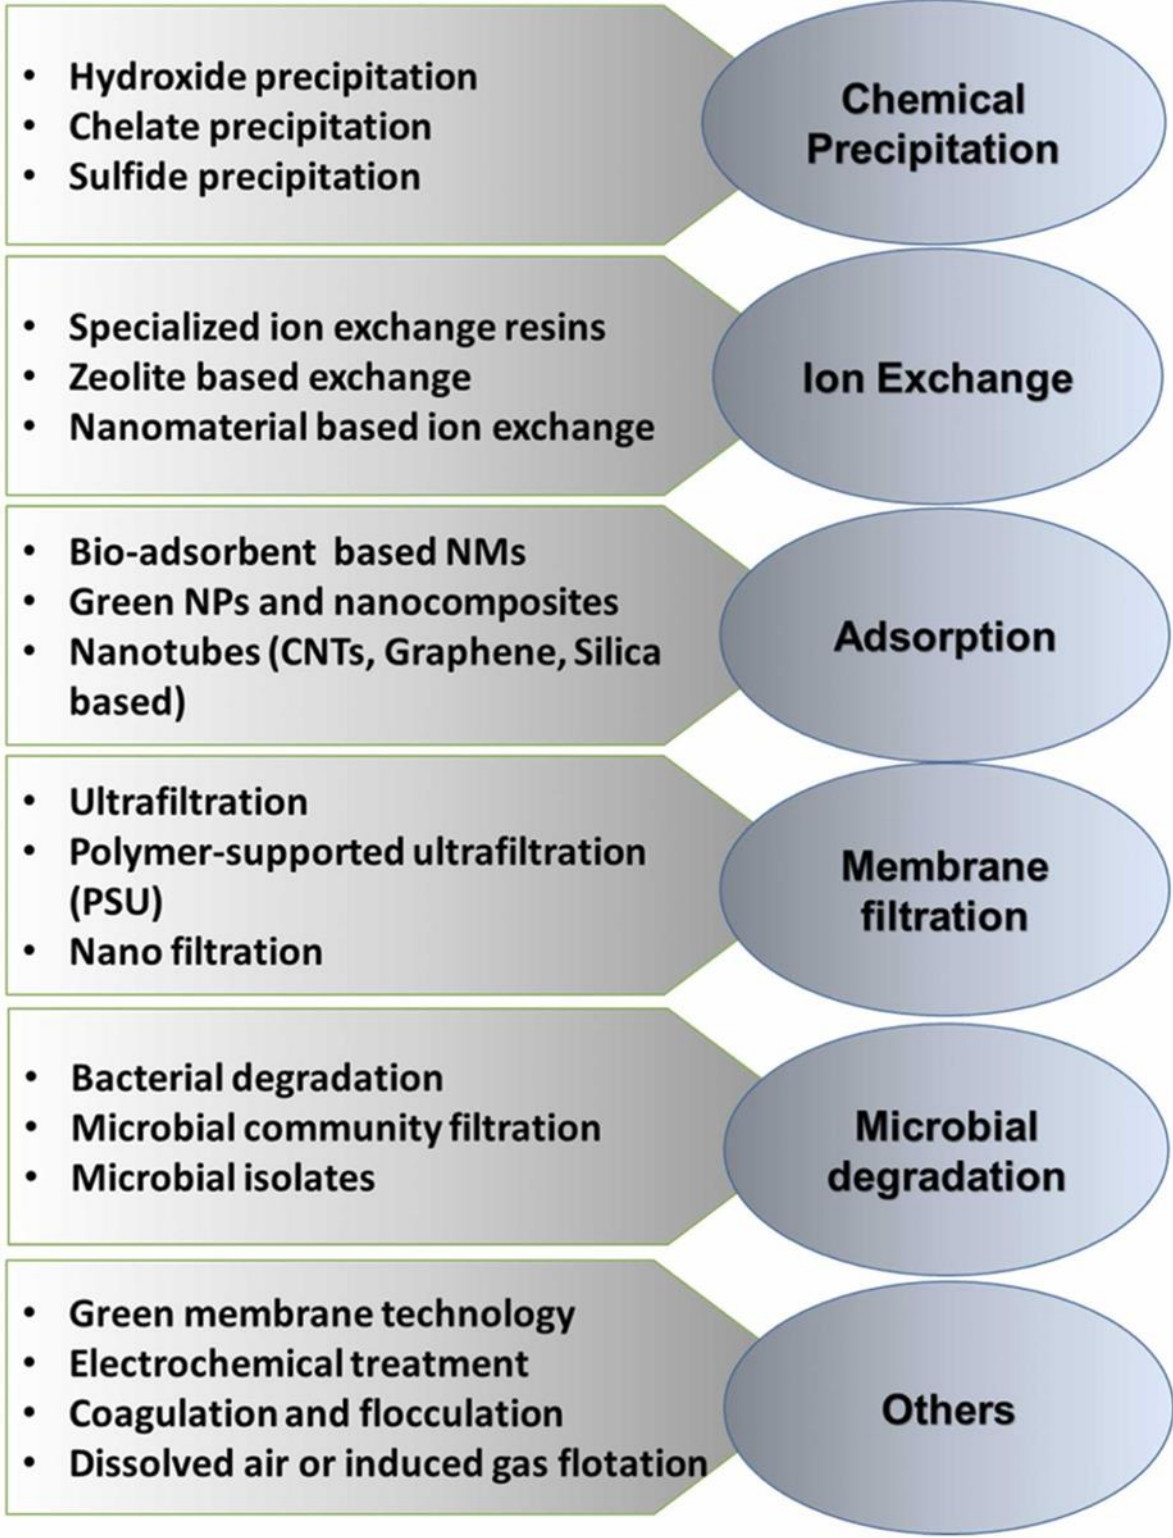 • Hydroxide precipitation
• Chelate precipitation
• Sulfide precipitation
Chemical
Precipitation
• Specialized ion exchange resins
• Zeolite based exchange
• Nanomaterial based ion exchange
Ion Exchange
• Bio-adsorbent based NMs
• Green NPs and nanocomposites
• Nanotubes (CNTs, Graphene, Silica
based)
Adsorption
• Ultrafiltration
• Polymer-supported ultrafiltration
(PSU)
• Nano filtration
Membrane
filtration
• Bacterial degradation
• Microbial community filtration
• Microbial isolates
Microbial
degradation
• Green membrane technology
• Electrochemical treatment
• Coagulation and flocculation
• Dissolved air or induced gas flotation
Others